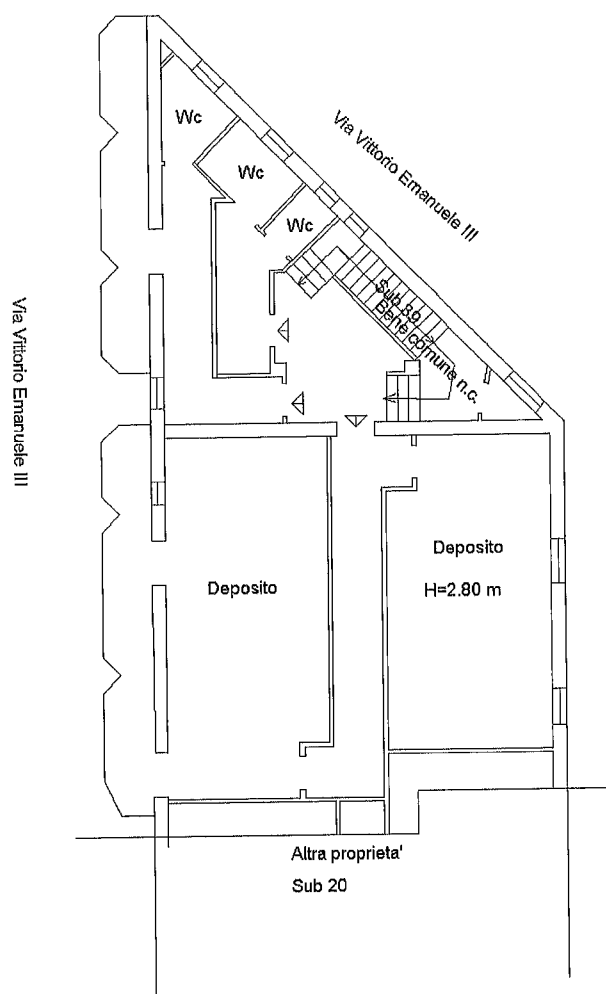 Wc
Via Vittorio Emanuele III
Wc
Wc
Sub 39
Bene comune n.c.
Via Vittorio Emanuele III
Deposito
H=2.80 m
Deposito
Altra proprieta'
Sub 20